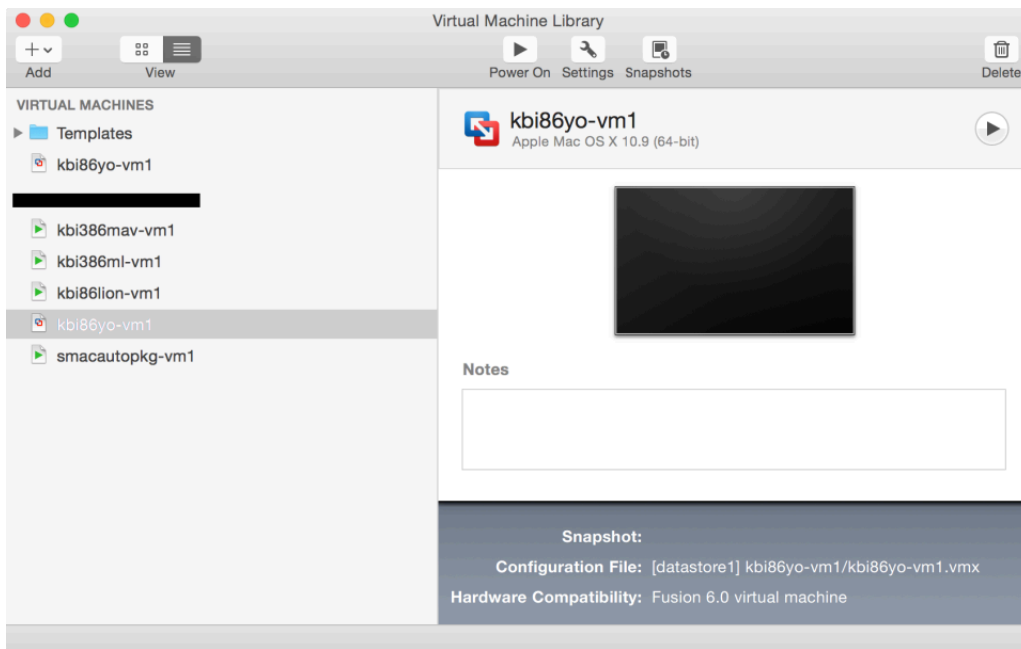 Virtual Machine Library
Add View Power On Settings Snapshots Delete
VIRTUAL MACHINES
Templates
kbi86yo-vm1
kbi386mav-vm1
kbi386ml-vm1
kbi86lion-vm1
kbi86yo-vm1
smacautopkg-vm1
kbi86yo-vm1
Apple Mac OS X 10.9 (64-bit)
Notes
Snapshot:
Configuration File: [datastore1] kbi86yo-vm1/kbi86yo-vm1.vmx
Hardware Compatibility: Fusion 6.0 virtual machine